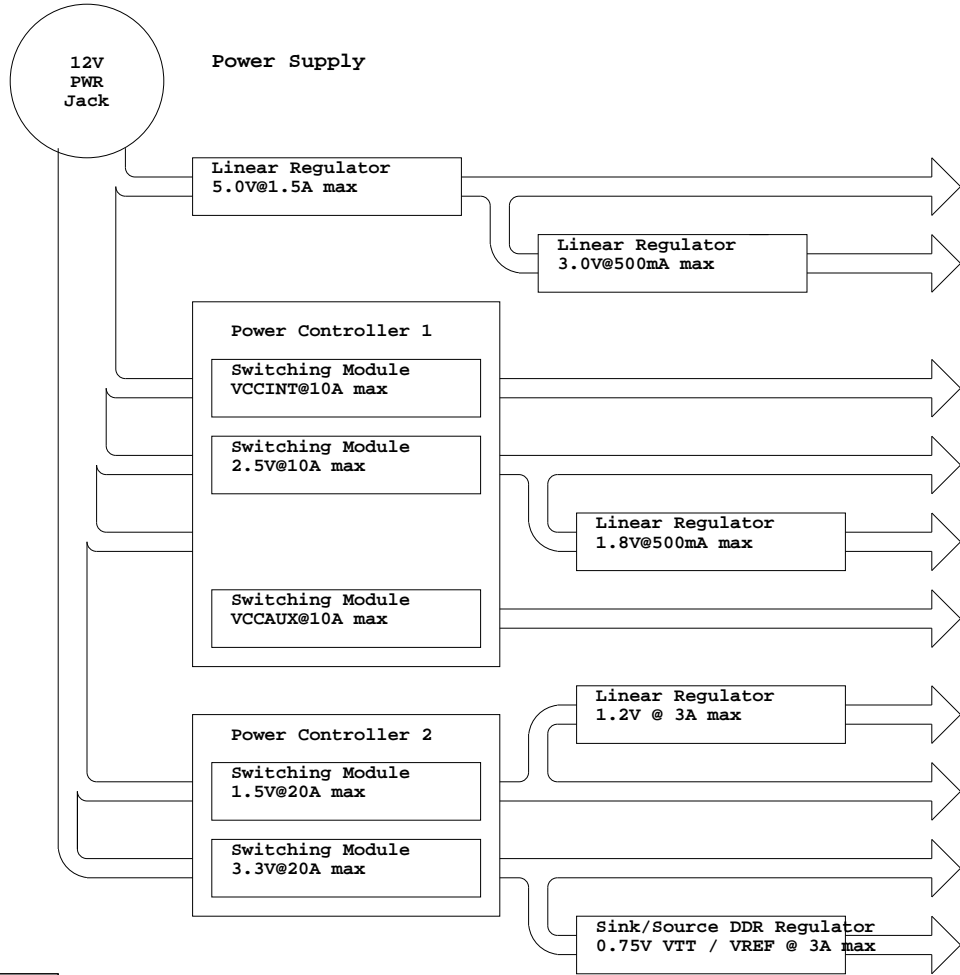 12V
PWR
Jack
Power Supply
Linear Regulator
5.0V@1.5A max
Linear Regulator
3.0V@500mA max
Power Controller 1
Switching Module
VCCINT@10A max
Switching Module
2.5V@10A max
Linear Regulator
1.8V@500mA max
Switching Module
VCCAUX@10A max
Linear Regulator
1.2V @ 3A max
Power Controller 2
Switching Module
1.5V@20A max
Switching Module
3.3V@20A max
Sink/Source DDR Regulator
0.75V VTT / VREF @ 3A max